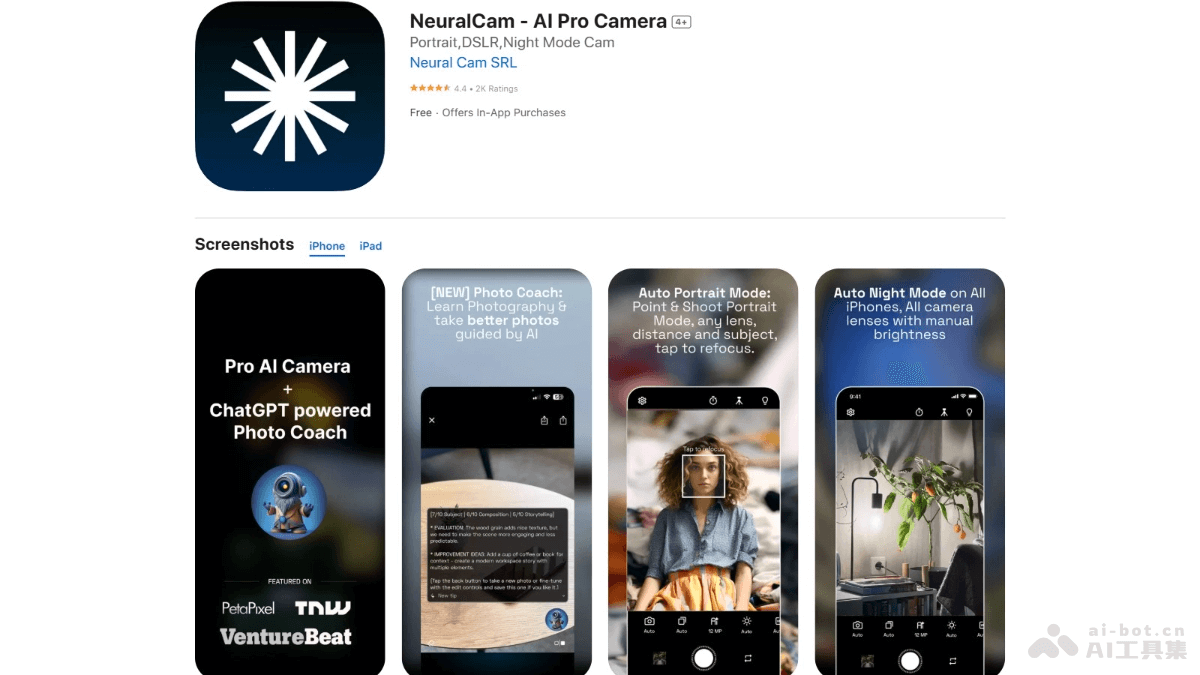 NeuralCam - AI Pro Camera 4+
Portrait,DSLR,Night Mode Cam
Neural Cam SRL
4.4 • 2K Ratings
Free · Offers In-App Purchases
Screenshots iPhone iPad
Pro AI Camera
+
ChatGPT powered
Photo Coach
FEATURED ON
PetaPixel TNW
VentureBeat
[NEW] Photo Coach:
Learn Photography &
take better photos
guided by AI
[7/10 Subject | 6/10 Composition | 5/10 Storytelling]
* EVALUATION: The wood grain adds nice texture, but
we need to make the scene more engaging and less
predictable.
* IMPROVEMENT IDEAS: Add a cup of coffee or book for
context - create a modern workspace story with
multiple elements.
[Tap the back button to take a new photo or fine-tune
with the edit controls and save this one if you like it.]
New tip
Auto Portrait Mode:
Point & Shoot Portrait
Mode, any lens,
distance and subject,
tap to refocus.
Tap to refocus
Auto Auto 12 MP Auto
Auto Night Mode on All
iPhones, All camera
lenses with manual
brightness
9:41
Auto Auto 12 MP Auto
ai-bot.cn
AI工具集